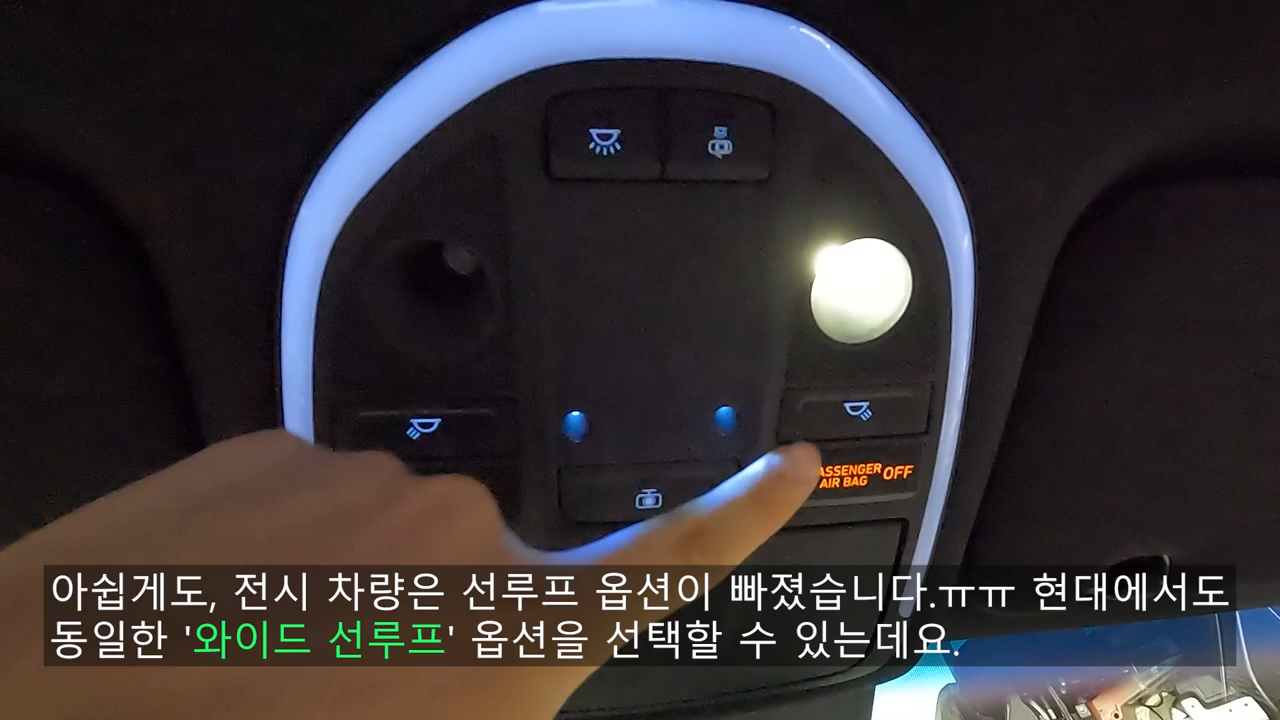 PASSENGER
AIR BAG OFF
아쉽게도, 전시 차량은 선루프 옵션이 빠졌습니다.ㅠㅠ 현대에서도
동일한 '와이드 선루프' 옵션을 선택할 수 있는데요.